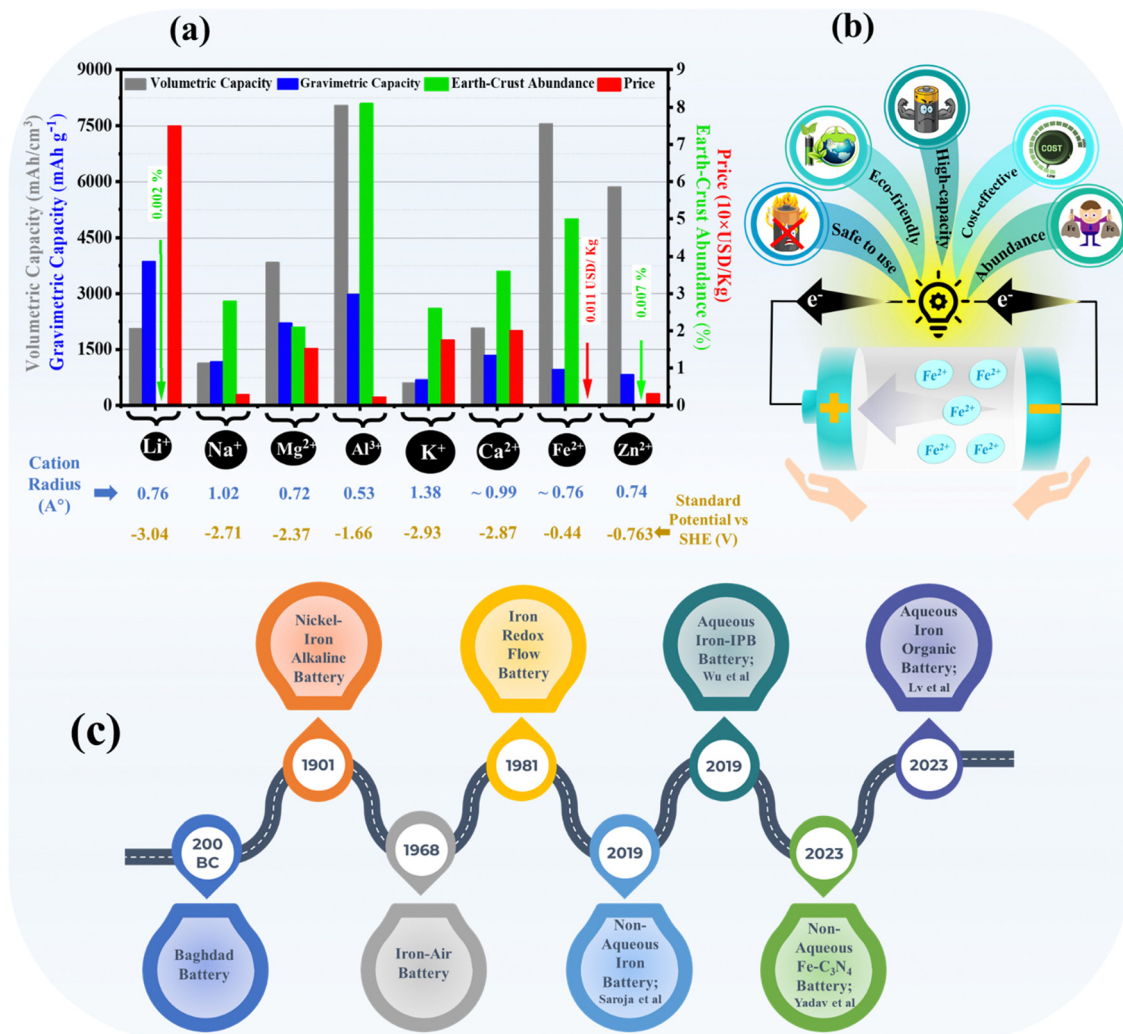 (a)
9000
7500
6000
4500
3000
1500
0
Volumetric Capacity (mAh/cm³)
Gravimetric Capacity (mAh g⁻¹)
Volumetric Capacity
Gravimetric Capacity
Earth-Crust Abundance
Price
0.002 %
0.011 USD/ Kg
0.007 %
9
8
7
6
5
4
3
2
1
0
Price (10×USD/Kg)
Earth-Crust Abundance (%)
Li⁺
Na⁺
Mg²⁺
Al³⁺
K⁺
Ca²⁺
Fe²⁺
Zn²⁺
Cation
Radius
(A°)
0.76
1.02
0.72
0.53
1.38
~ 0.99
~ 0.76
0.74
-3.04
-2.71
-2.37
-1.66
-2.93
-2.87
-0.44
-0.763
Standard
Potential vs
SHE (V)
(b)
Safe to use
Eco-friendly
High-capacity
Cost-effective
Abundance
COST
Fe
Fe
e⁻
e⁻
Fe²⁺
Fe²⁺
Fe²⁺
Fe²⁺
Fe²⁺
+
−
(c)
Nickel-
Iron
Alkaline
Battery
Iron
Redox
Flow
Battery
Aqueous
Iron-IPB
Battery;
Wu et al
Aqueous
Iron
Organic
Battery;
Lv et al
1901
1981
2019
2023
200
BC
1968
2019
2023
Baghdad
Battery
Iron-Air
Battery
Non-
Aqueous
Iron
Battery;
Saroja et al
Non-
Aqueous
Fe-C₃N₄
Battery;
Yadav et al